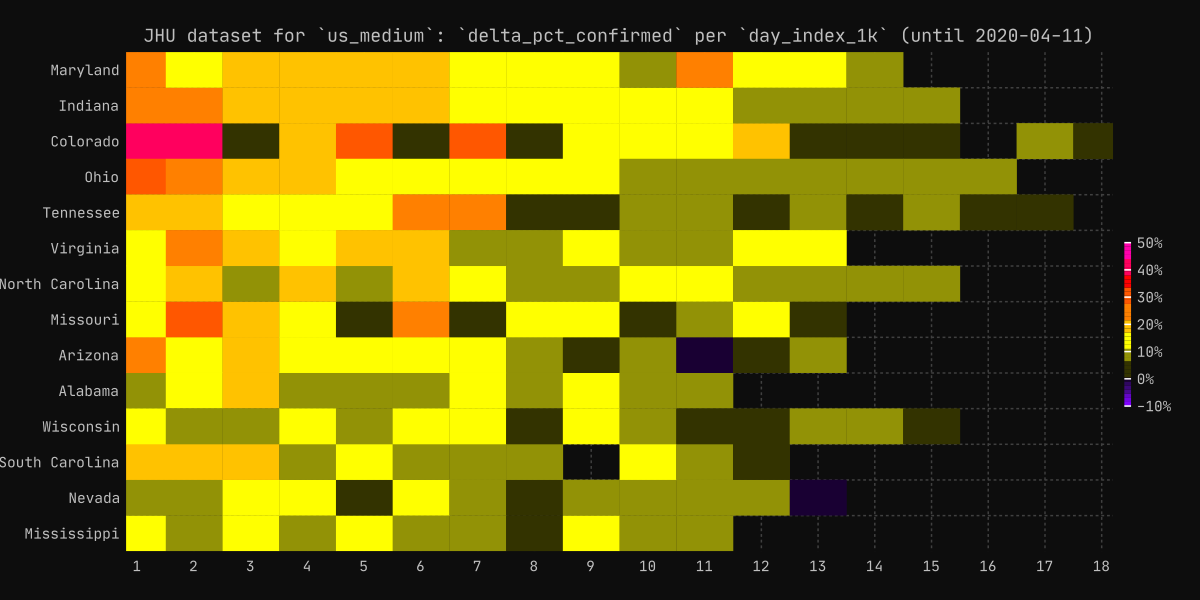 JHU dataset for `us_medium`: `delta_pct_confirmed` per `day_index_1k` (until 2020-04-11)
Maryland
Indiana
Colorado
Ohio
Tennessee
Virginia
North Carolina
Missouri
Arizona
Alabama
Wisconsin
South Carolina
Nevada
Mississippi
1 2 3 4 5 6 7 8 9 10 11 12 13 14 15 16 17 18
50%
40%
30%
20%
10%
0%
-10%